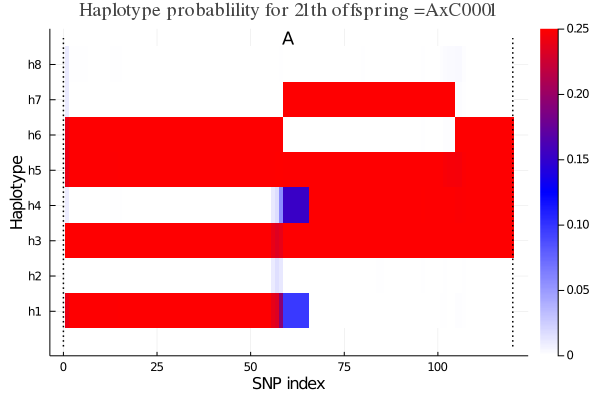 Haplotype probablility for 21th offspring =AxC0001
A
Haplotype
h8
h7
h6
h5
h4
h3
h2
h1
0
25
50
75
100
SNP index
0.25
0.20
0.15
0.10
0.05
0